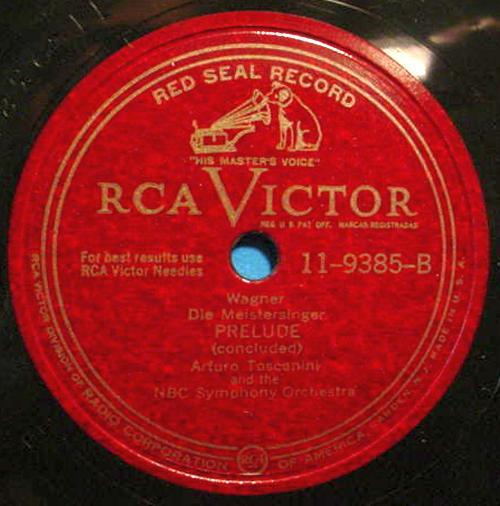 RED SEAL RECORD
"HIS MASTER'S VOICE"
RCA VICTOR
REG. U.S. PAT. OFF. MARCAS REGISTRADAS
For best results use
RCA Victor Needles
11-9385-B
Wagner
Die Meistersinger
PRELUDE
(concluded)
Arturo Toscanini
and the
NBC Symphony Orchestra
RCA VICTOR DIVISION OF RADIO CORPORATION RCA OF AMERICA, CAMDEN, N.J. MADE IN U.S.A.